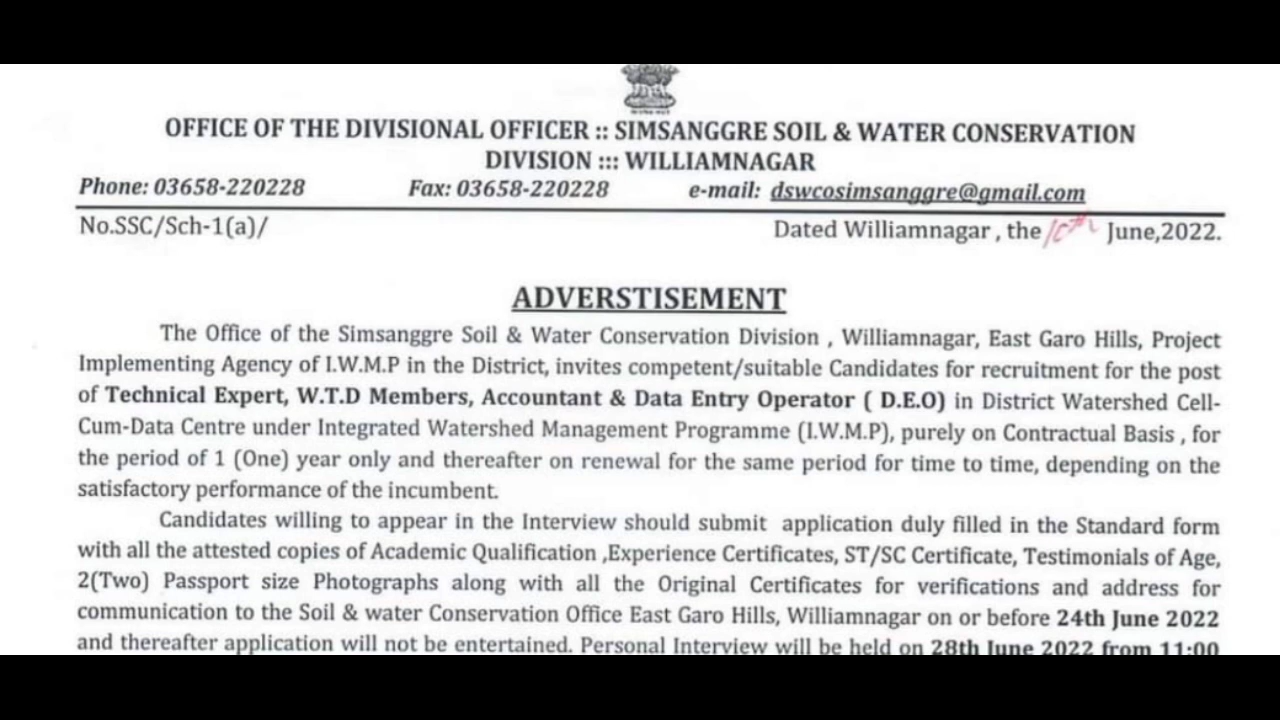 OFFICE OF THE DIVISIONAL OFFICER :: SIMSANGGRE SOIL & WATER CONSERVATION
DIVISION ::: WILLIAMNAGAR
Phone: 03658-220228 Fax: 03658-220228 e-mail: dswcosimsanggre@gmail.com
No.SSC/Sch-1(a)/ Dated Williamnagar , the 10th June,2022.
ADVERSTISEMENT
The Office of the Simsanggre Soil & Water Conservation Division , Williamnagar, East Garo Hills, Project
Implementing Agency of I.W.M.P in the District, invites competent/suitable Candidates for recruitment for the post
of Technical Expert, W.T.D Members, Accountant & Data Entry Operator ( D.E.O) in District Watershed Cell-
Cum-Data Centre under Integrated Watershed Management Programme (I.W.M.P), purely on Contractual Basis , for
the period of 1 (One) year only and thereafter on renewal for the same period for time to time, depending on the
satisfactory performance of the incumbent.
Candidates willing to appear in the Interview should submit application duly filled in the Standard form
with all the attested copies of Academic Qualification ,Experience Certificates, ST/SC Certificate, Testimonials of Age,
2(Two) Passport size Photographs along with all the Original Certificates for verifications and address for
communication to the Soil & water Conservation Office East Garo Hills, Williamnagar on or before 24th June 2022
and thereafter application will not be entertained. Personal Interview will be held on 28th June 2022 from 11:00